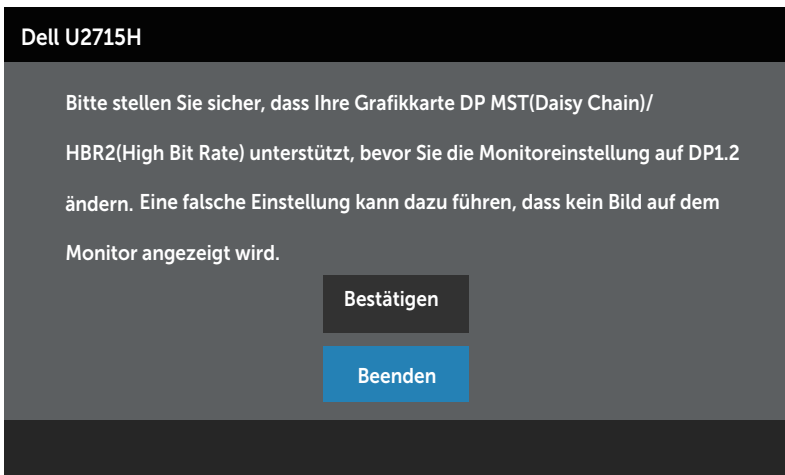 Dell U2715H
Bitte stellen Sie sicher, dass Ihre Grafikkarte DP MST(Daisy Chain)/
HBR2(High Bit Rate) unterstützt, bevor Sie die Monitoreinstellung auf DP1.2
ändern. Eine falsche Einstellung kann dazu führen, dass kein Bild auf dem
Monitor angezeigt wird.
Bestätigen
Beenden